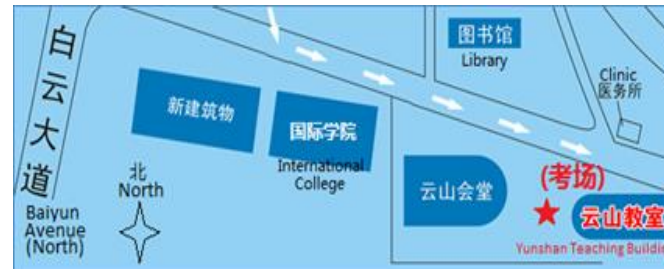 白云大道
Baiyun
Avenue
(North)
北
North
新建筑物
国际学院
International
College
图书馆
Library
Clinic
医务所
云山会堂
(考场)
云山教室
Yunshan Teaching Building